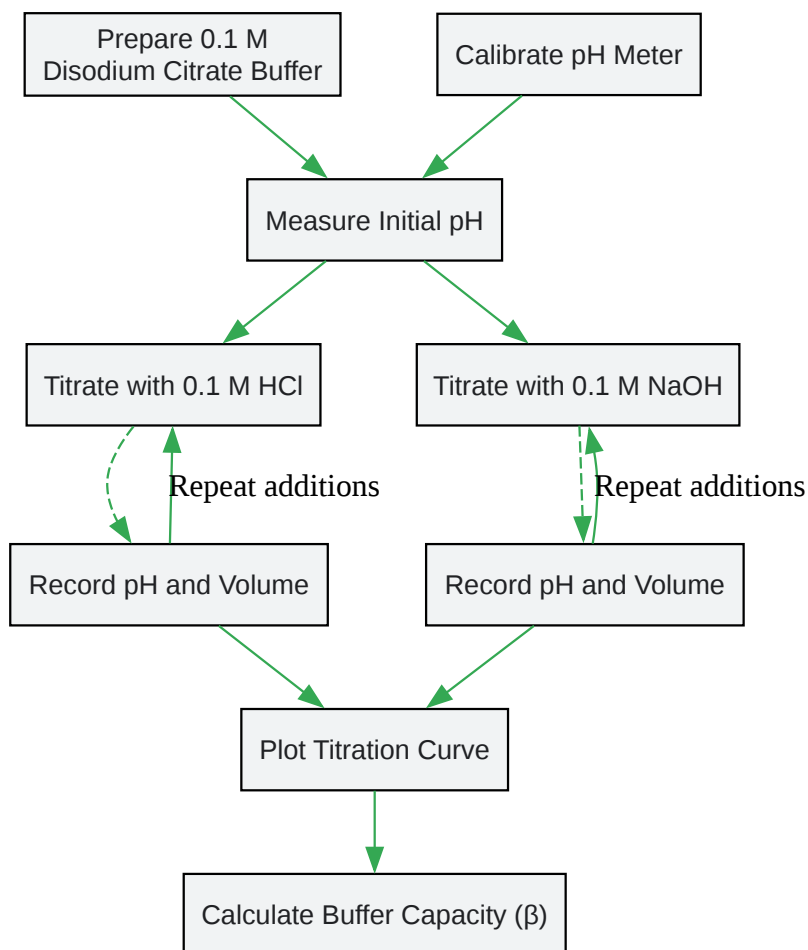 Prepare 0.1 M
Disodium Citrate Buffer
Calibrate pH Meter
Measure Initial pH
Titrate with 0.1 M HCl
Titrate with 0.1 M NaOH
Repeat additions
Repeat additions
Record pH and Volume
Record pH and Volume
Plot Titration Curve
Calculate Buffer Capacity (β)